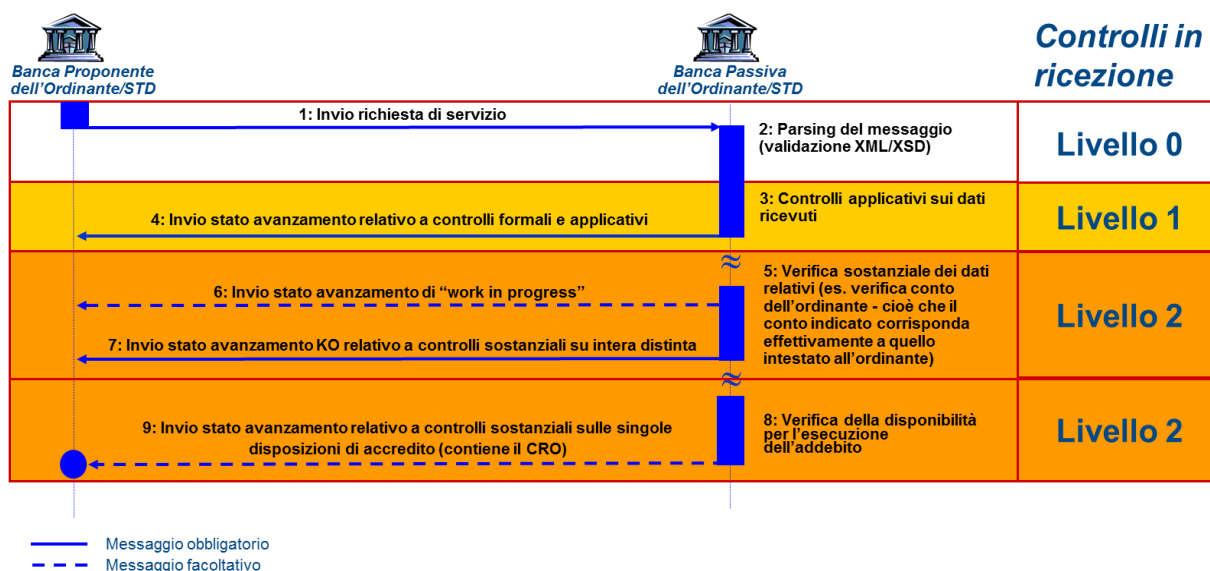 Controlli in
ricezione
Banca Proponente
dell'Ordinante/STD
Banca Passiva
dell'Ordinante/STD
1: Invio richiesta di servizio
2: Parsing del messaggio
(validazione XML/XSD)
Livello 0
3: Controlli applicativi sui dati
ricevuti
4: Invio stato avanzamento relativo a controlli formali e applicativi
Livello 1
5: Verifica sostanziale dei dati
relativi (es. verifica conto
dell'ordinante - cioè che il
conto indicato corrisponda
effettivamente a quello
intestato all'ordinante)
6: Invio stato avanzamento di “work in progress”
7: Invio stato avanzamento KO relativo a controlli sostanziali su intera distinta
Livello 2
8: Verifica della disponibilità
per l'esecuzione
dell'addebito
9: Invio stato avanzamento relativo a controlli sostanziali sulle singole
disposizioni di accredito (contiene il CRO)
Livello 2
Messaggio obbligatorio
Messaggio facoltativo